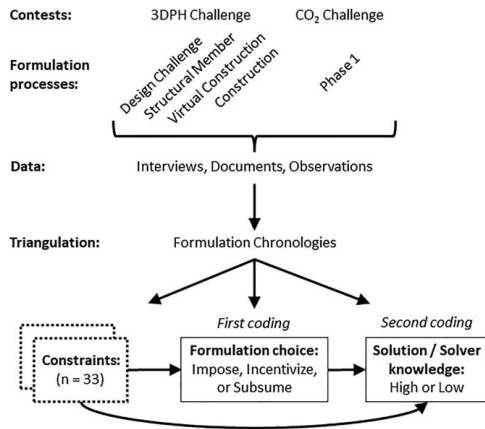 Contests: 3DPH Challenge CO₂ Challenge
Formulation processes:
Design Challenge
Structural Member
Virtual Construction
Construction
Phase 1
Data: Interviews, Documents, Observations
Triangulation: Formulation Chronologies
First coding
Second coding
Constraints:
(n = 33)
Formulation choice:
Impose, Incentivize,
or Subsume
Solution / Solver
knowledge:
High or Low